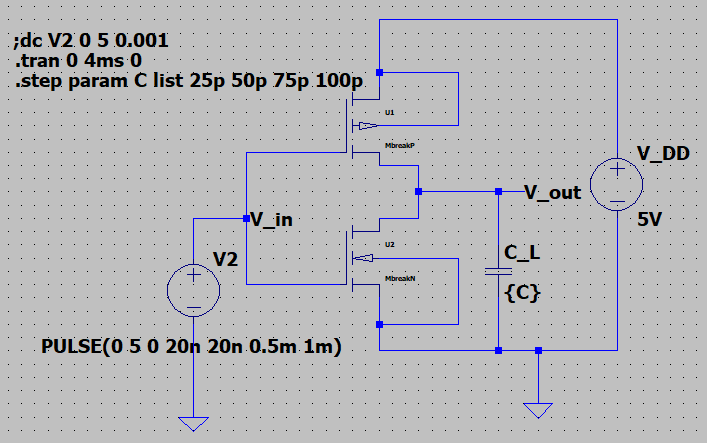 ;dc V2 0 5 0.001
.tran 0 4ms 0
.step param C list 25p 50p 75p 100p
U1
MbreakP
V_DD
+
−
5V
V_out
V_in
U2
MbreakN
V2
+
−
C_L
{C}
PULSE(0 5 0 20n 20n 0.5m 1m)